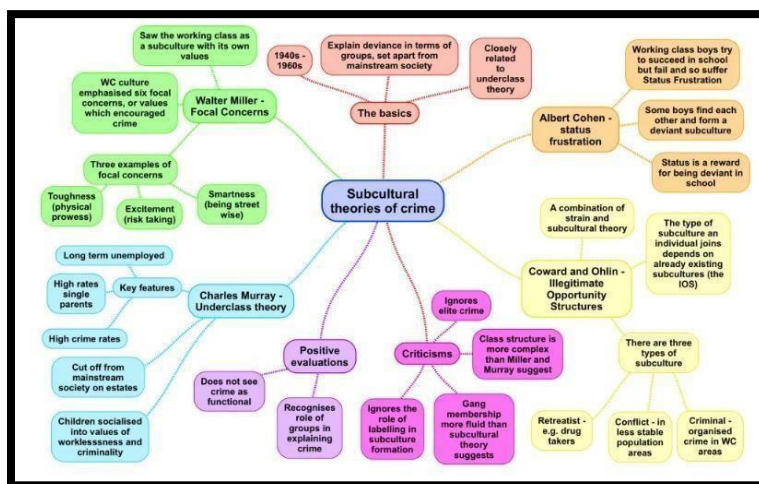 Subcultural
theories of crime
The basics
1940s -
1960s
Explain deviance in terms of
groups, set apart from
mainstream society
Closely
related to
underclass
theory
Albert Cohen -
status
frustration
Working class boys try
to succeed in school
but fail and so suffer
Status Frustration
Some boys find each
other and form a
deviant subculture
Status is a reward
for being deviant in
school
Coward and Ohlin -
Illegitimate
Opportunity
Structures
A combination of
strain and
subcultural theory
The type of
subculture an
individual joins
depends on
already existing
subcultures (the
IOS)
There are three
types of
subculture
Retreatist -
e.g. drug
takers
Conflict - in
less stable
population
areas
Criminal -
organised
crime in WC
areas
Criticisms
Ignores
elite crime
Class structure is
more complex
than Miller and
Murray suggest
Gang
membership
more fluid than
subcultural
theory
suggests
Ignores the
role of
labelling in
subculture
formation
Positive
evaluations
Does not see
crime as
functional
Recognises
role of
groups in
explaining
crime
Charles Murray -
Underclass theory
Key features
Long term unemployed
High rates
single
parents
High crime rates
Cut off from
mainstream
society on estates
Children socialised
into values of
worklesssness and
criminality
Walter Miller -
Focal Concerns
Saw the working class as
a subculture with its own
values
WC culture
emphasised six focal
concerns, or values
which encouraged
crime
Three examples of
focal concerns
Toughness
(physical
prowess)
Excitement
(risk taking)
Smartness
(being street
wise)